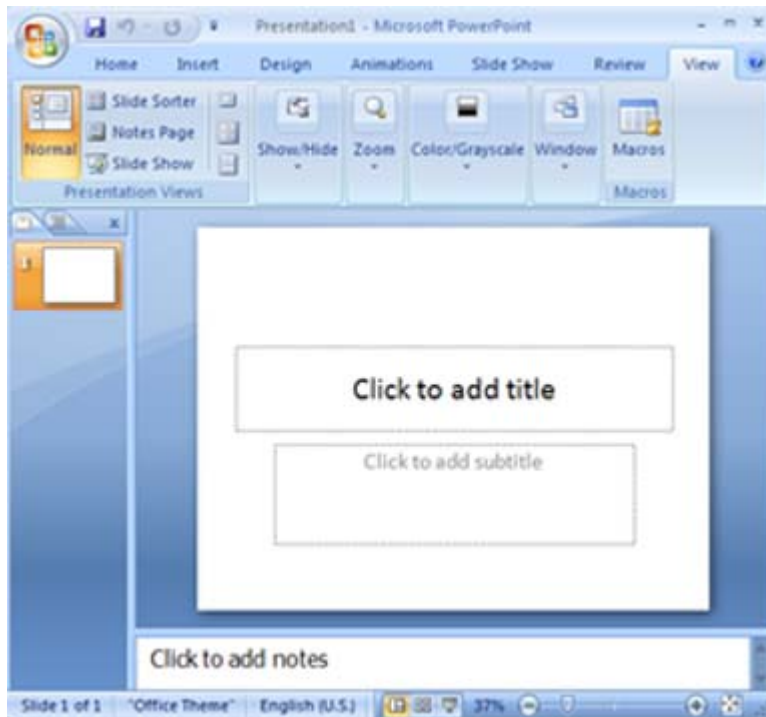 Presentation1 - Microsoft PowerPoint
Home Insert Design Animations Slide Show Review View
Slide Sorter
Notes Page
Normal Show/Hide Zoom Color/Grayscale Window Macros
Slide Show
Presentation Views Macros
1
Click to add title
Click to add subtitle
Click to add notes
Slide 1 of 1 "Office Theme" English (U.S.) 37%